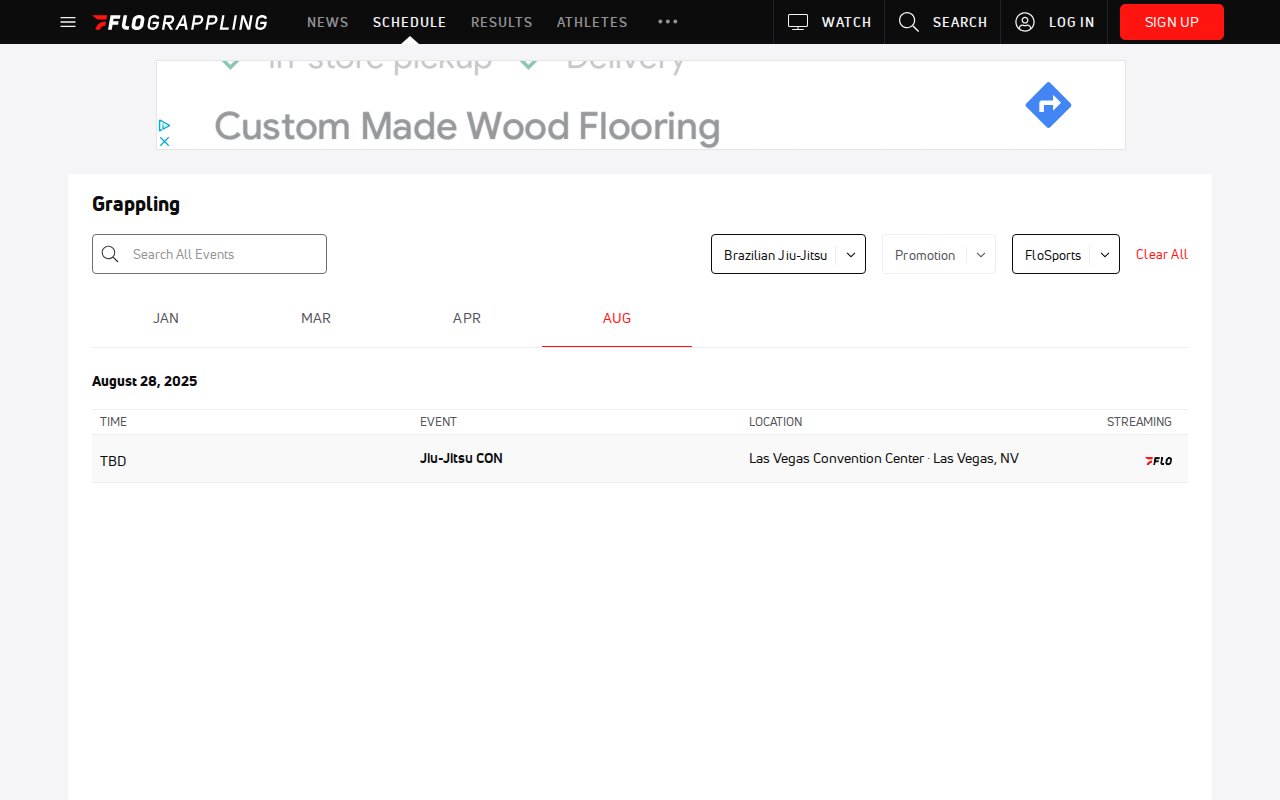 FLOGRAPPLING NEWS SCHEDULE RESULTS ATHLETES WATCH SEARCH LOG IN SIGN UP
in-store pickup Delivery
Custom Made Wood Flooring
Grappling
Search All Events Brazilian Jiu-Jitsu Promotion FloSports Clear All
JAN MAR APR AUG
August 28, 2025
TIME EVENT LOCATION STREAMING
TBD Jiu-Jitsu CON Las Vegas Convention Center · Las Vegas, NV FLO